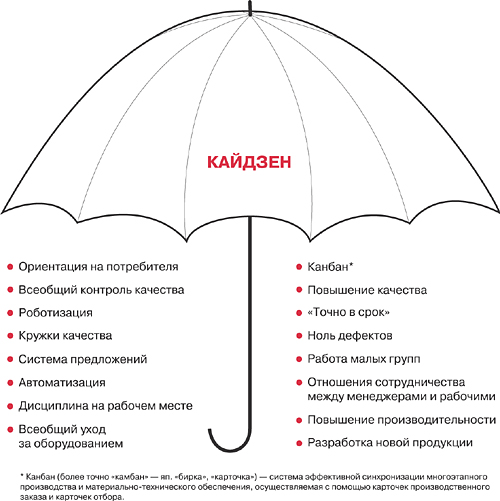 КАЙДЗЕН
Ориентация на потребителя
Всеобщий контроль качества
Роботизация
Кружки качества
Система предложений
Автоматизация
Дисциплина на рабочем месте
Всеобщий уход
за оборудованием
Канбан*
Повышение качества
«Точно в срок»
Ноль дефектов
Работа малых групп
Отношения сотрудничества
между менеджерами и рабочими
Повышение производительности
Разработка новой продукции
* Канбан (более точно «камбан» — яп. «бирка», «карточка») — система эффективной синхронизации многоэтапного
производства и материально-технического обеспечения, осуществляемая с помощью карточек производственного
заказа и карточек отбора.